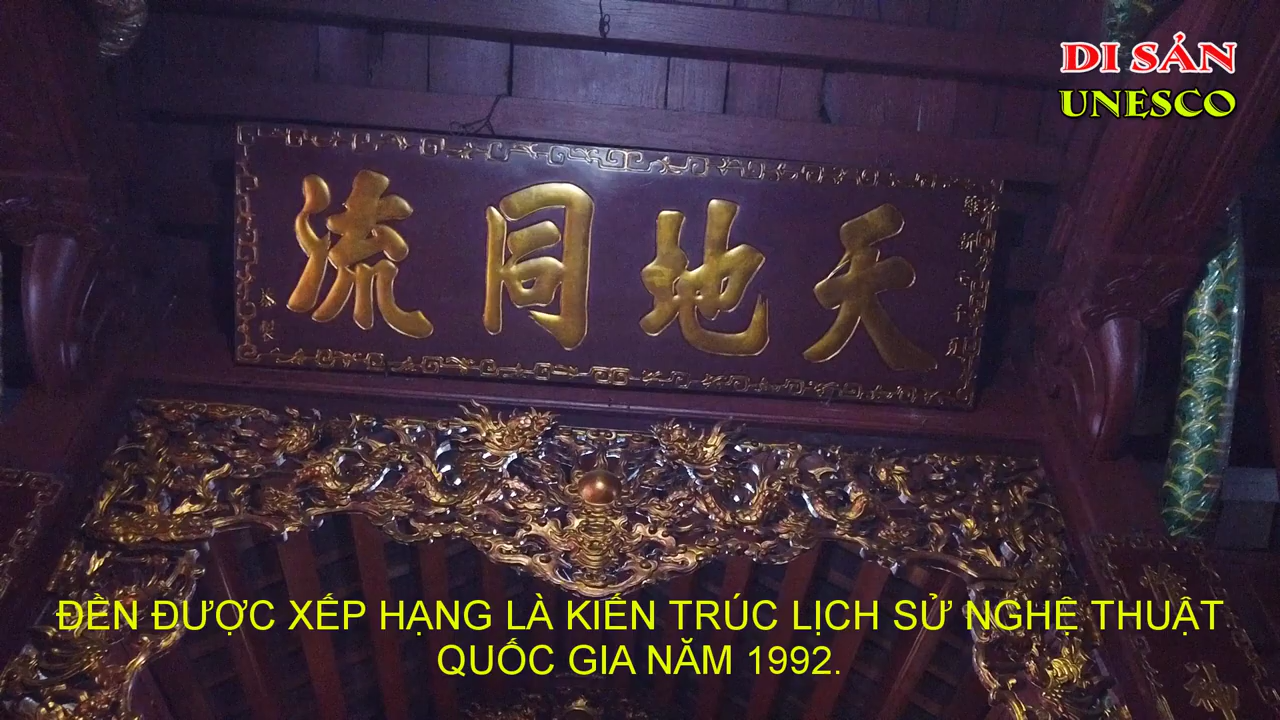 DI SẢN
UNESCO
天地同流
ĐỀN ĐƯỢC XẾP HẠNG LÀ KIẾN TRÚC LỊCH SỬ NGHỆ THUẬT
QUỐC GIA NĂM 1992.